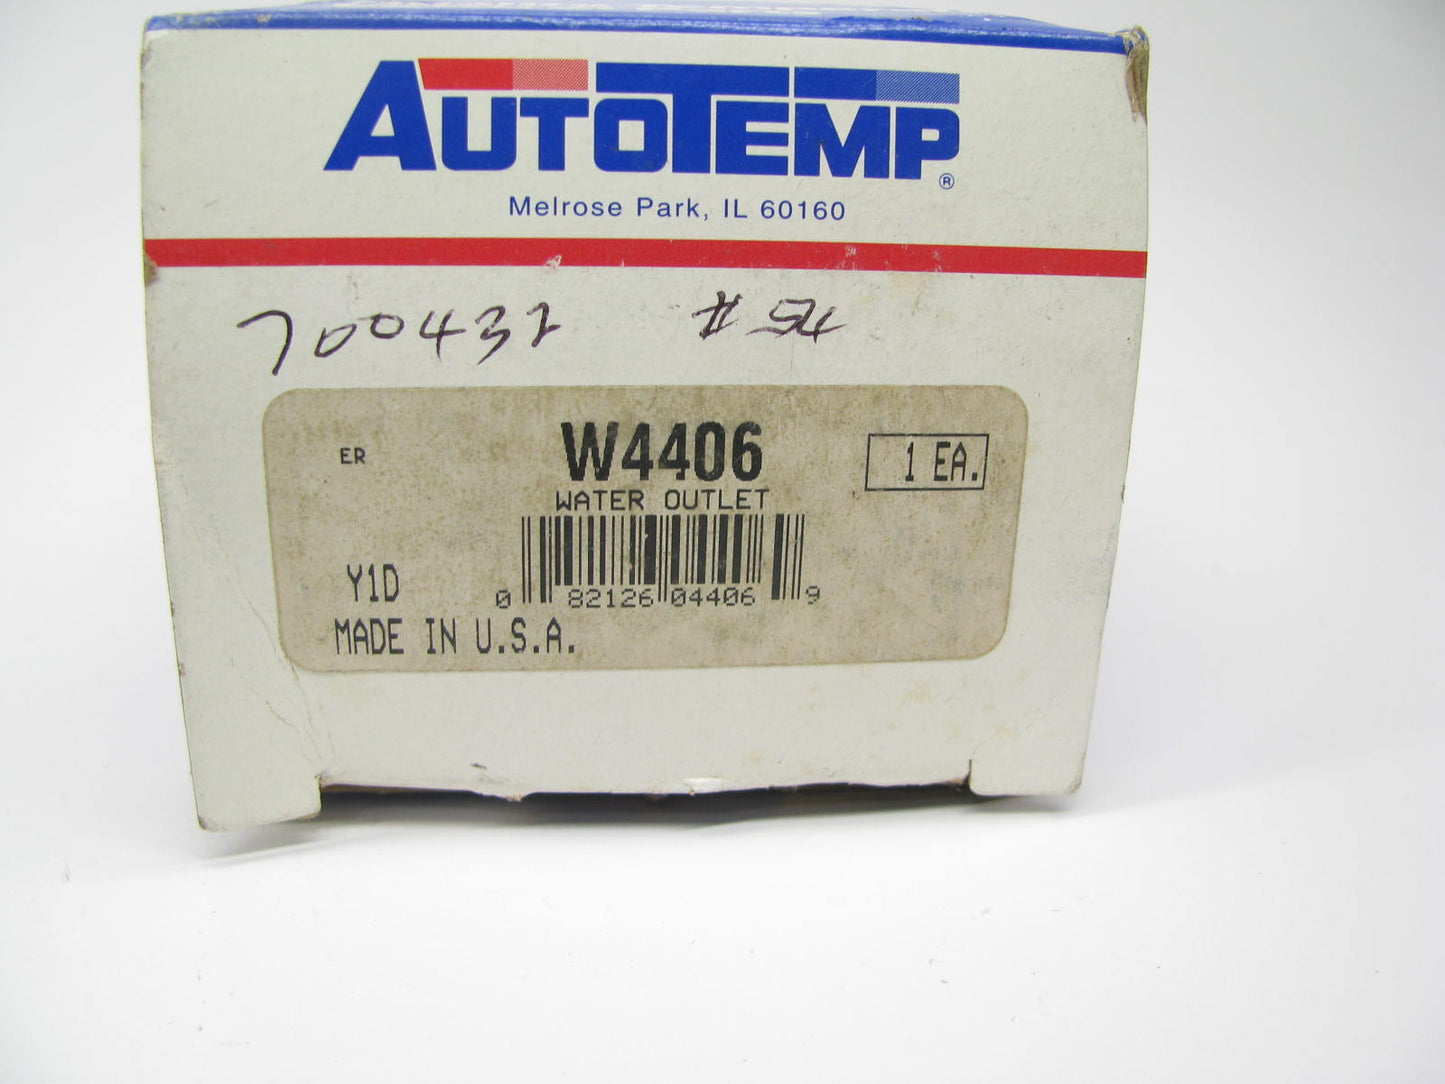 AUTOTEMP®
Melrose Park, IL 60160
700432 #54
ER W4406 1 EA.
WATER OUTLET
Y1D
0 82126 04406 9
MADE IN U.S.A.